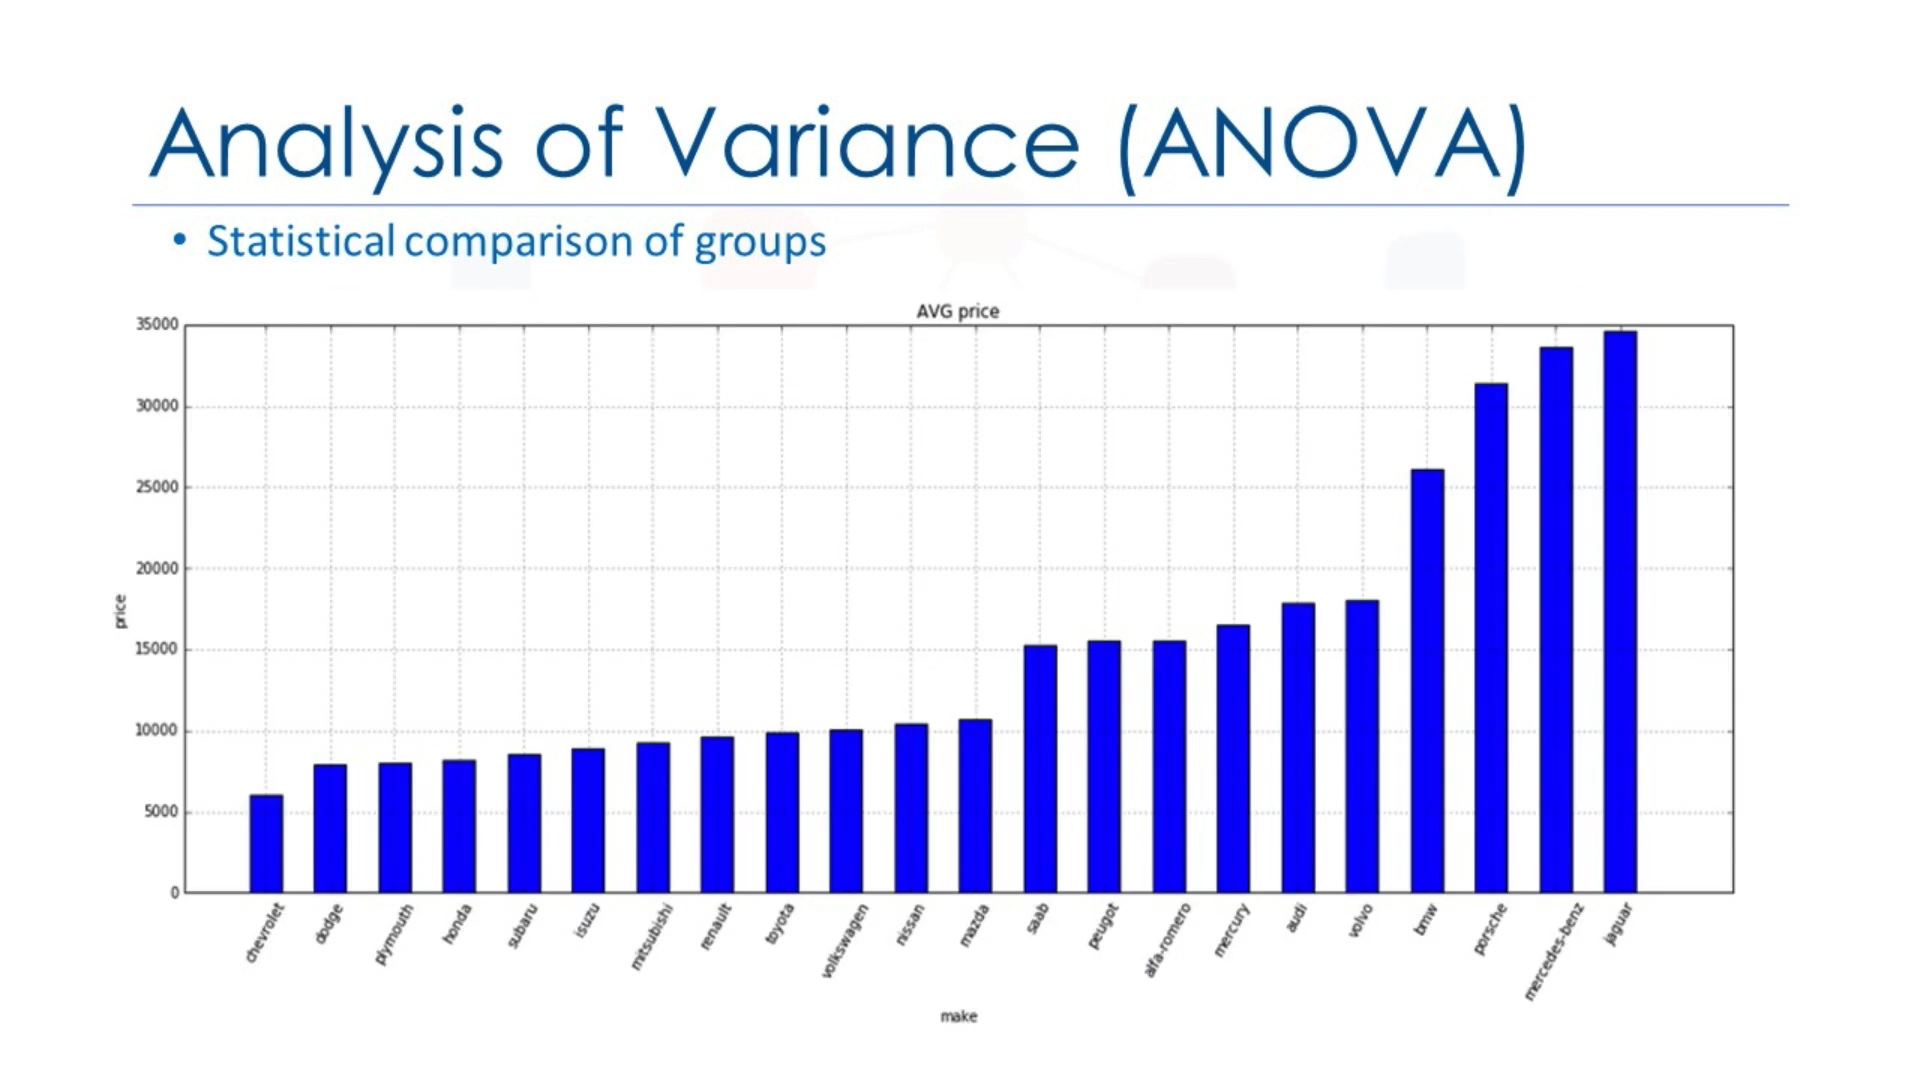 Analysis of Variance (ANOVA)
• Statistical comparison of groups
AVG price
35000
30000
25000
20000
15000
10000
5000
0
price
chevrolet
dodge
plymouth
honda
subaru
isuzu
mitsubishi
renault
toyota
volkswagen
nissan
mazda
saab
peugot
alfa-romero
mercury
audi
volvo
bmw
porsche
mercedes-benz
jaguar
make